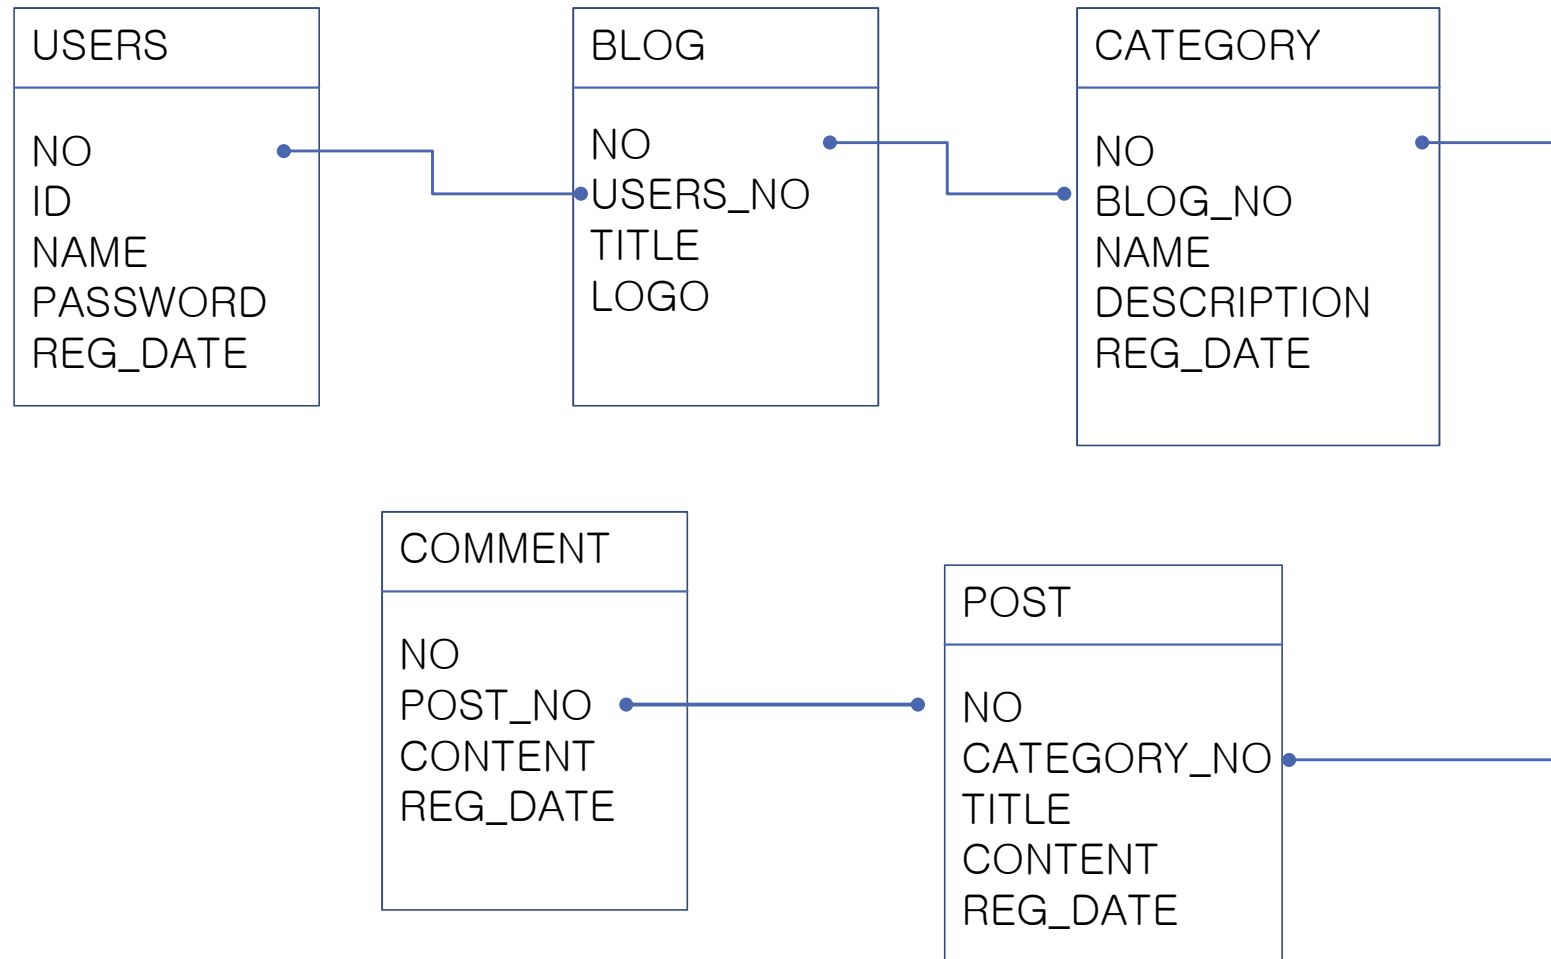 USERS
NO
ID
NAME
PASSWORD
REG_DATE
BLOG
NO
USERS_NO
TITLE
LOGO
CATEGORY
NO
BLOG_NO
NAME
DESCRIPTION
REG_DATE
COMMENT
NO
POST_NO
CONTENT
REG_DATE
POST
NO
CATEGORY_NO
TITLE
CONTENT
REG_DATE